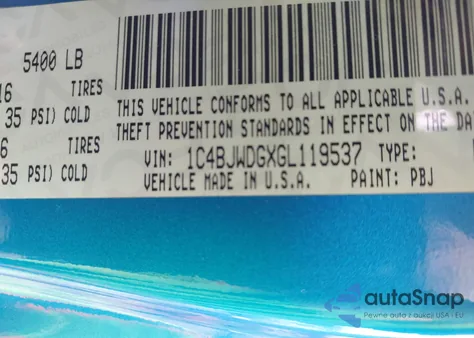 5400 LB
16 TIRES
35 PSI) COLD
6 TIRES
35 PSI) COLD
THIS VEHICLE CONFORMS TO ALL APPLICABLE U.S.A.
THEFT PREVENTION STANDARDS IN EFFECT ON THE DA
VIN: 1C4BJWDGXGL119537 TYPE:
VEHICLE MADE IN U.S.A. PAINT: PBJ
autaSnap
Pewne auta z aukcji USA i EU